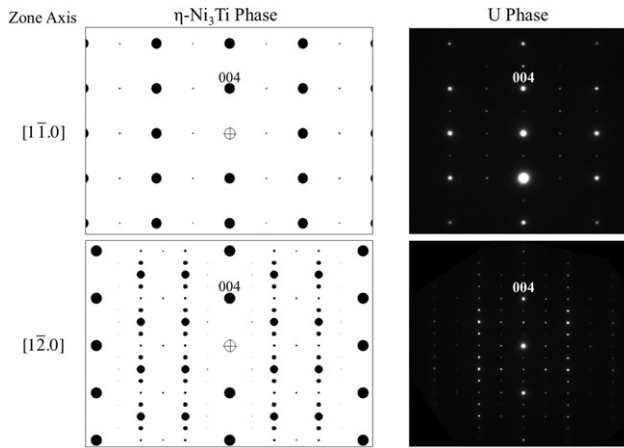 Zone Axis η-Ni₃Ti Phase U Phase
004 004
[11̅.0]
004 004
[12̅.0]